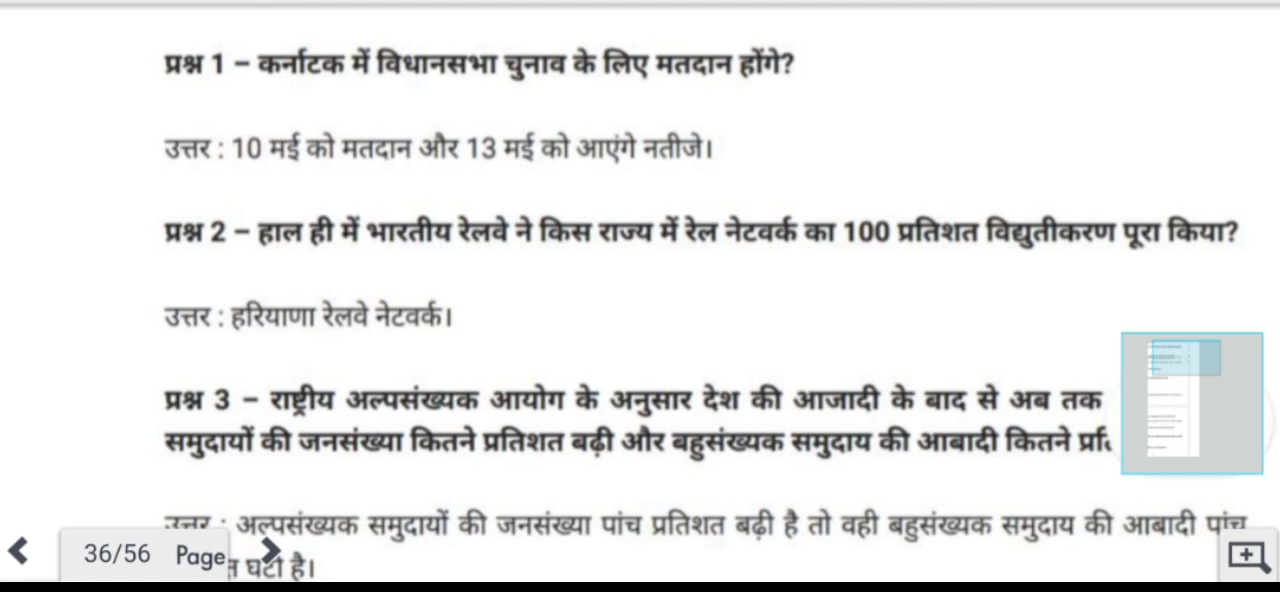 प्रश्न 1 – कर्नाटक में विधानसभा चुनाव के लिए मतदान होंगे?
उत्तर : 10 मई को मतदान और 13 मई को आएंगे नतीजे।
प्रश्न 2 – हाल ही में भारतीय रेलवे ने किस राज्य में रेल नेटवर्क का 100 प्रतिशत विद्युतीकरण पूरा किया?
उत्तर : हरियाणा रेलवे नेटवर्क।
प्रश्न 3 – राष्ट्रीय अल्पसंख्यक आयोग के अनुसार देश की आजादी के बाद से अब तक
समुदायों की जनसंख्या कितने प्रतिशत बढ़ी और बहुसंख्यक समुदाय की आबादी कितने
उत्तर : अल्पसंख्यक समुदायों की जनसंख्या पांच प्रतिशत बढ़ी है तो वही बहुसंख्यक समुदाय की आबादी पांच
घटी है।
36/56 Page